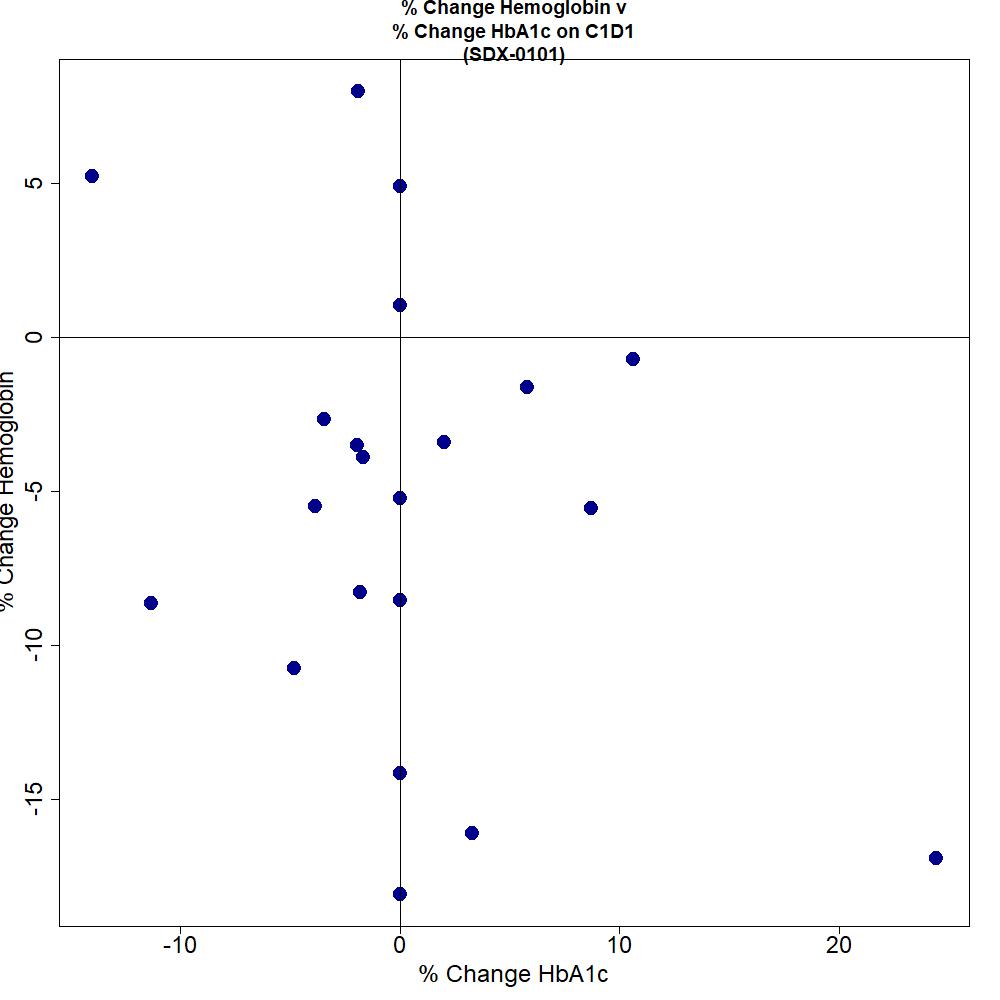 % Change Hemoglobin v
% Change HbA1c on C1D1
(SDX-0101)
% Change Hemoglobin
5
0
-5
-10
-15
-10
0
10
20
% Change HbA1c